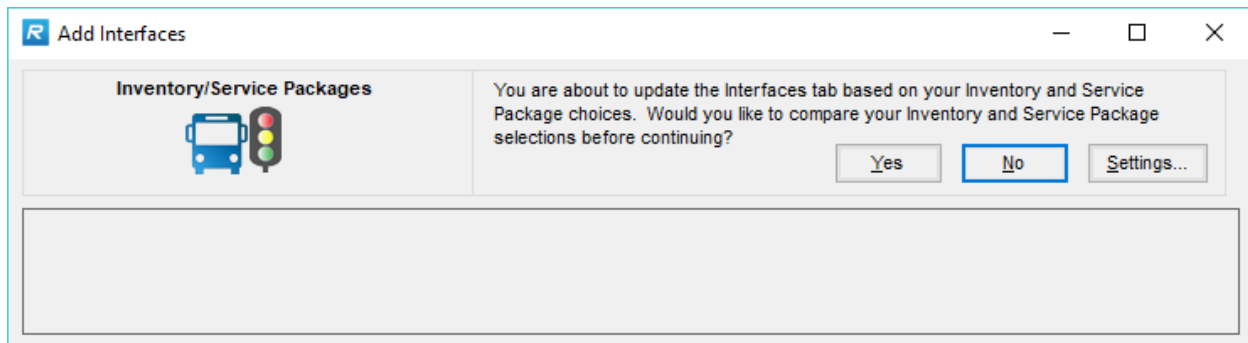 R Add Interfaces
Inventory/Service Packages
You are about to update the Interfaces tab based on your Inventory and Service
Package choices.  Would you like to compare your Inventory and Service Package
selections before continuing?
Yes No Settings...